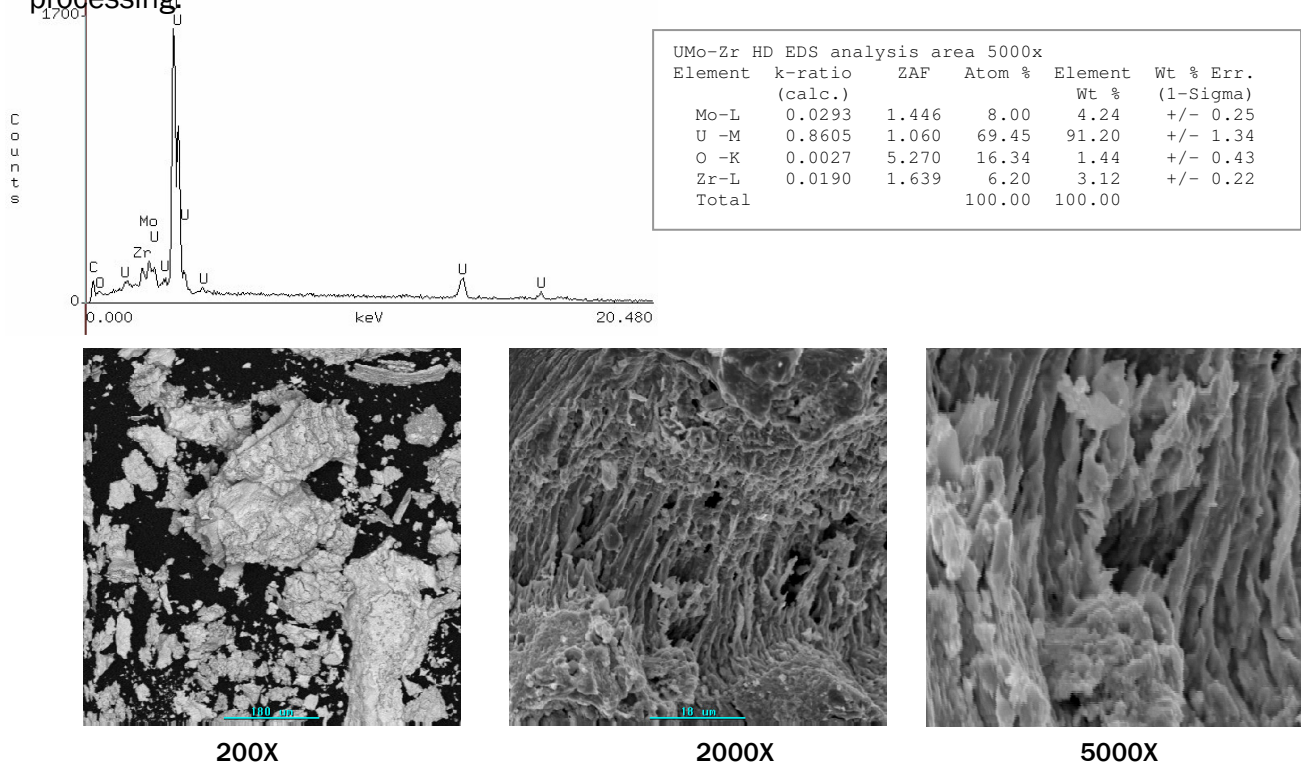 processing.
1700
U
Counts
U
Mo
U
Zr
C
O
U
U
U
U
U
0
0.000
keV
20.480
UMo-Zr HD EDS analysis area 5000x
Element k-ratio ZAF Atom % Element Wt % Err.
(calc.) Wt % (1-Sigma)
Mo-L 0.0293 1.446 8.00 4.24 +/- 0.25
U -M 0.8605 1.060 69.45 91.20 +/- 1.34
O -K 0.0027 5.270 16.34 1.44 +/- 0.43
Zr-L 0.0190 1.639 6.20 3.12 +/- 0.22
Total 100.00 100.00
180 um
18 um
200X
2000X
5000X